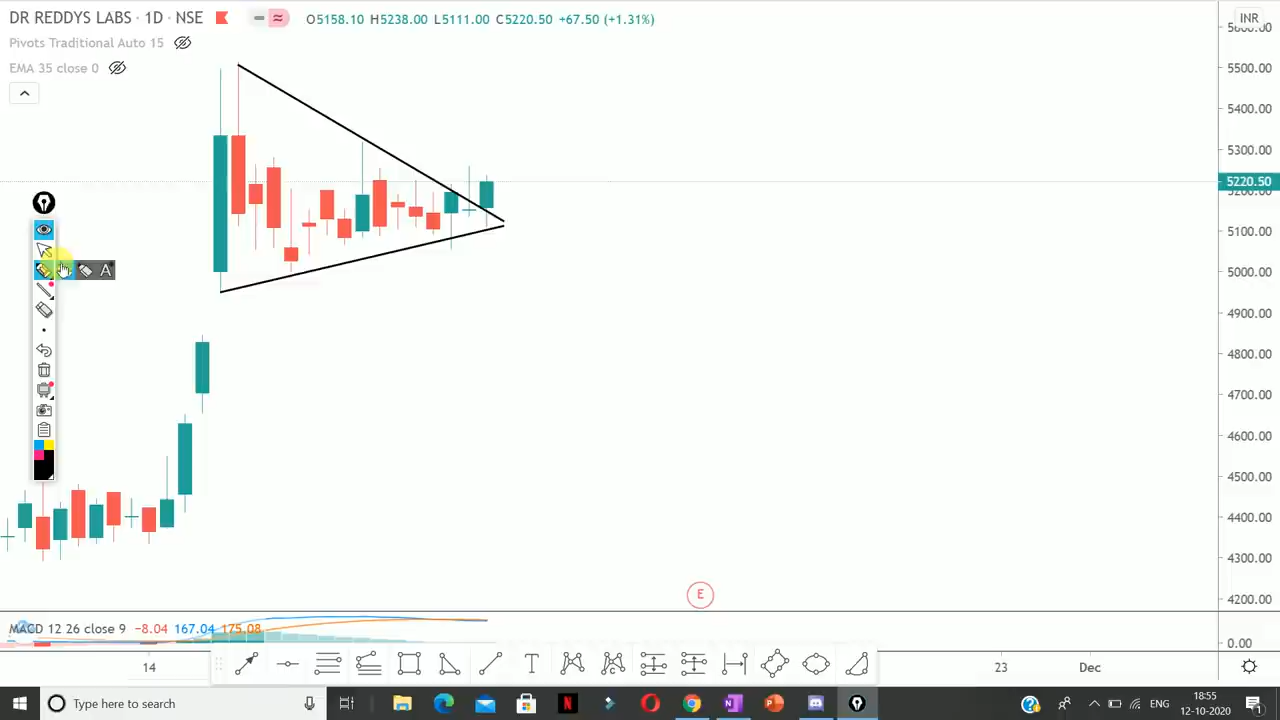 DR REDDYS LABS · 1D · NSE
O5158.10 H5238.00 L5111.00 C5220.50 +67.50 (+1.31%)
INR
Pivots Traditional Auto 15
EMA 35 close 0
5500.00
5400.00
5300.00
5220.50
5100.00
5000.00
4900.00
4800.00
4700.00
4600.00
4500.00
4400.00
4300.00
4200.00
A
E
MACD 12 26 close 9 −8.04 167.04 175.08
0.00
14
T
23
Dec
Type here to search
ENG
18:55
12-10-2020